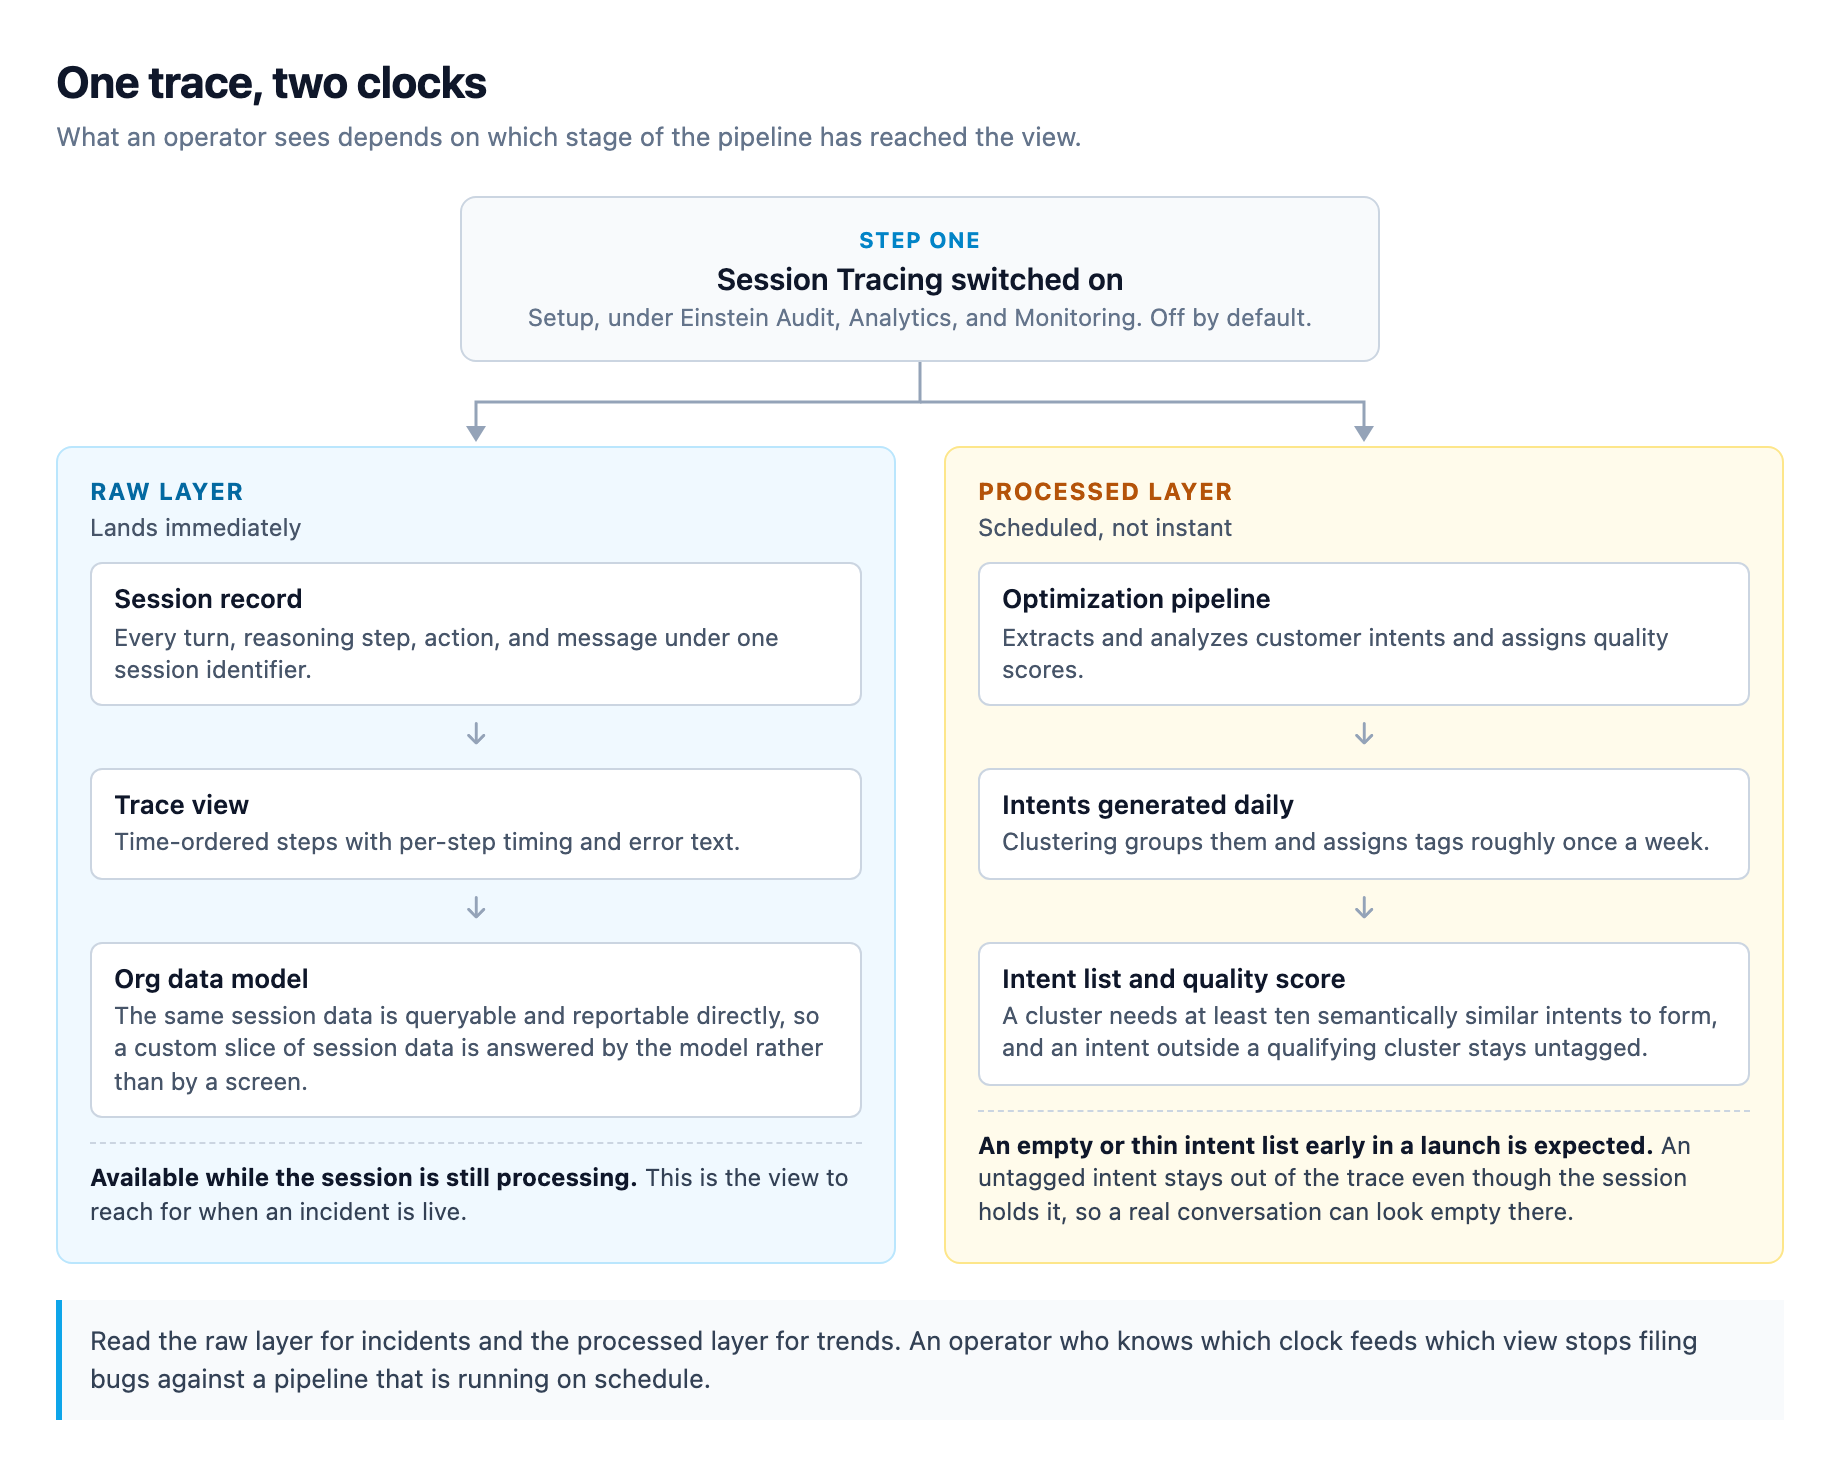 One trace, two clocks
What an operator sees depends on which stage of the pipeline has reached the view.
STEP ONE
Session Tracing switched on
Setup, under Einstein Audit, Analytics, and Monitoring. Off by default.
RAW LAYER
Lands immediately
Session record
Every turn, reasoning step, action, and message under one
session identifier.
Trace view
Time-ordered steps with per-step timing and error text.
Org data model
The same session data is queryable and reportable directly, so
a custom slice of session data is answered by the model rather
than by a screen.
Available while the session is still processing. This is the view to
reach for when an incident is live.
PROCESSED LAYER
Scheduled, not instant
Optimization pipeline
Extracts and analyzes customer intents and assigns quality
scores.
Intents generated daily
Clustering groups them and assigns tags roughly once a week.
Intent list and quality score
A cluster needs at least ten semantically similar intents to form,
and an intent outside a qualifying cluster stays untagged.
An empty or thin intent list early in a launch is expected. An
untagged intent stays out of the trace even though the session
holds it, so a real conversation can look empty there.
Read the raw layer for incidents and the processed layer for trends. An operator who knows which clock feeds which view stops filing
bugs against a pipeline that is running on schedule.